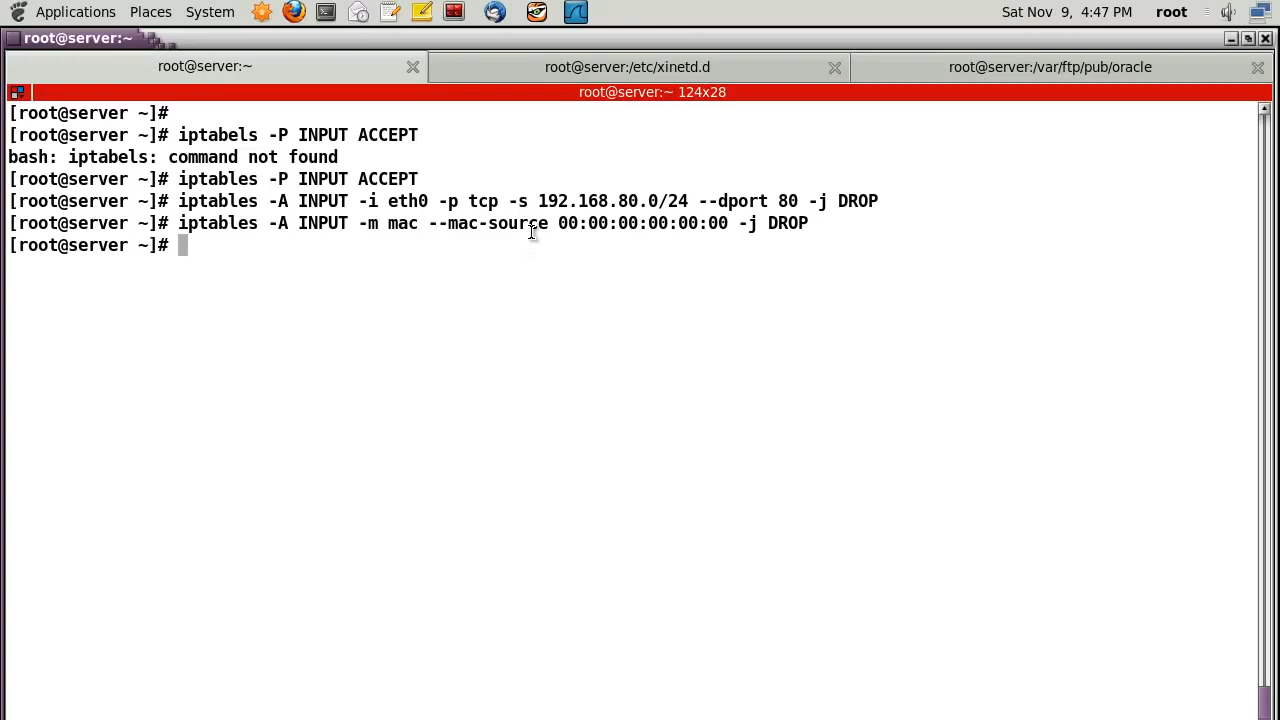 Applications Places System Sat Nov 9, 4:47 PM root
root@server:~
root@server:~ root@server:/etc/xinetd.d root@server:/var/ftp/pub/oracle
root@server:~ 124x28
[root@server ~]#
[root@server ~]# iptabels -P INPUT ACCEPT
bash: iptabels: command not found
[root@server ~]# iptables -P INPUT ACCEPT
[root@server ~]# iptables -A INPUT -i eth0 -p tcp -s 192.168.80.0/24 --dport 80 -j DROP
[root@server ~]# iptables -A INPUT -m mac --mac-source 00:00:00:00:00:00 -j DROP
[root@server ~]#